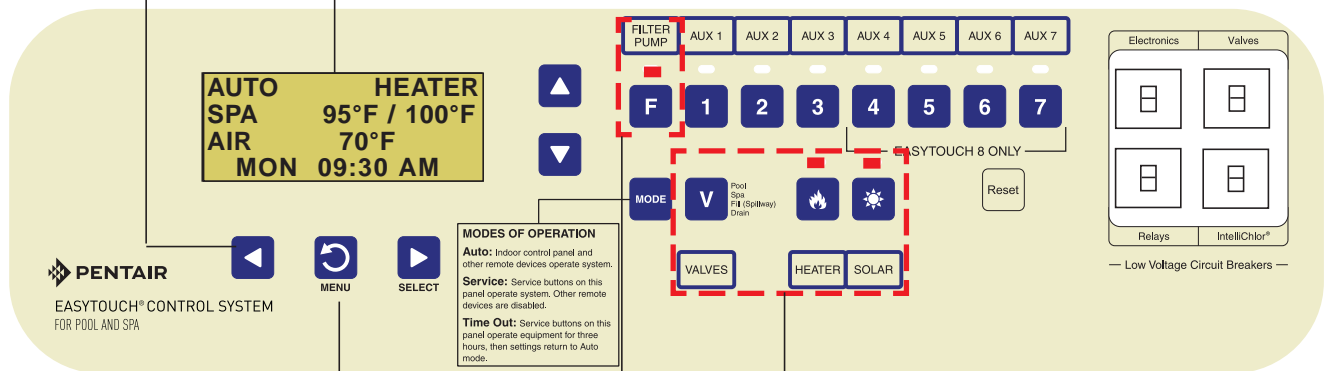 FILTER
PUMP
AUX 1
AUX 2
AUX 3
AUX 4
AUX 5
AUX 6
AUX 7
Electronics
Valves
AUTO HEATER
SPA 95°F / 100°F
AIR 70°F
MON 09:30 AM
F
1
2
3
4
5
6
7
EASYTOUCH 8 ONLY
MODE
V
Pool
Spa
Fill (Spillway)
Drain
Reset
VALVES
HEATER
SOLAR
Relays
IntelliChlor®
Low Voltage Circuit Breakers
MODES OF OPERATION
Auto: Indoor control panel and
other remote devices operate system.
Service: Service buttons on this
panel operate system. Other remote
devices are disabled.
Time Out: Service buttons on this
panel operate equipment for three
hours, then settings return to Auto
mode.
MENU
SELECT
PENTAIR
EASYTOUCH® CONTROL SYSTEM
FOR POOL AND SPA